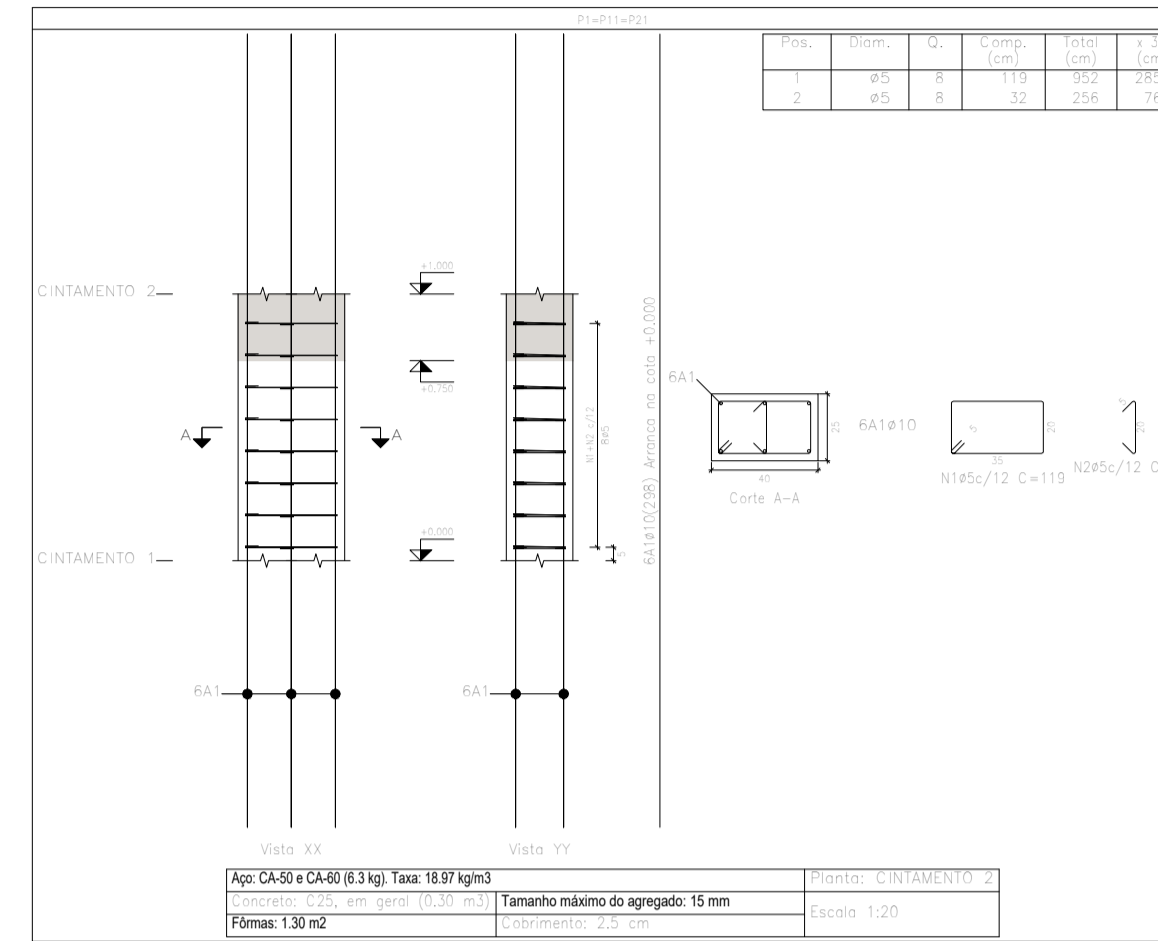 P1=P11=P21
Pos. Diam. Q. Comp. (cm) Total (cm) x 3
1 ø5 8 119 952
2 ø5 8 32 256
CINTAMENTO 2
+1.000
+0.750
A A
+0.000
CINTAMENTO 1
N1+N2 c/12
8ø5
5
6A1ø10(298) Arranca na cota +0.000
6A1
25
40
6A1ø10
Corte A-A
5
20
35
N1ø5c/12 C=119
5
20
N2ø5c/12
6A1
6A1
Vista XX
Vista YY
Aço: CA-50 e CA-60 (6.3 kg). Taxa: 18.97 kg/m3
Planta: CINTAMENTO 2
Concreto: C25, em geral (0.30 m3)
Tamanho máximo do agregado: 15 mm
Escala 1:20
Fôrmas: 1.30 m2
Cobrimento: 2.5 cm